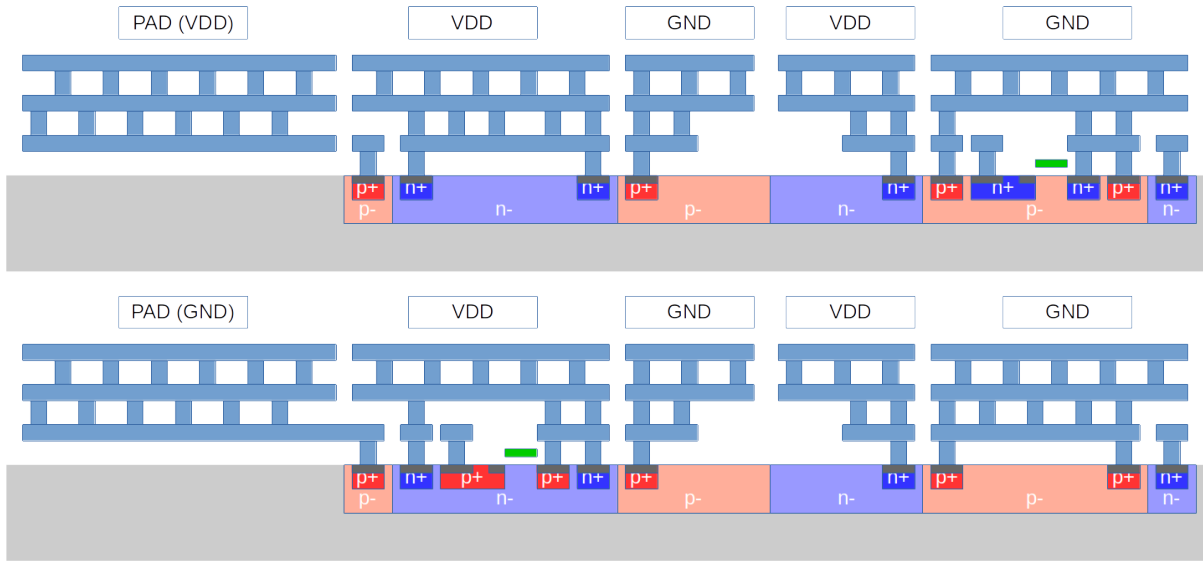 PAD (VDD) VDD GND VDD GND
p+ n+ n+ p+ n+ p+ n+ n+ p+ n+
p- n- p- n- p- n-
PAD (GND) VDD GND VDD GND
p+ n+ p+ p+ n+ p+ n+ p+ p+ n+
p- n- p- n- p- n-